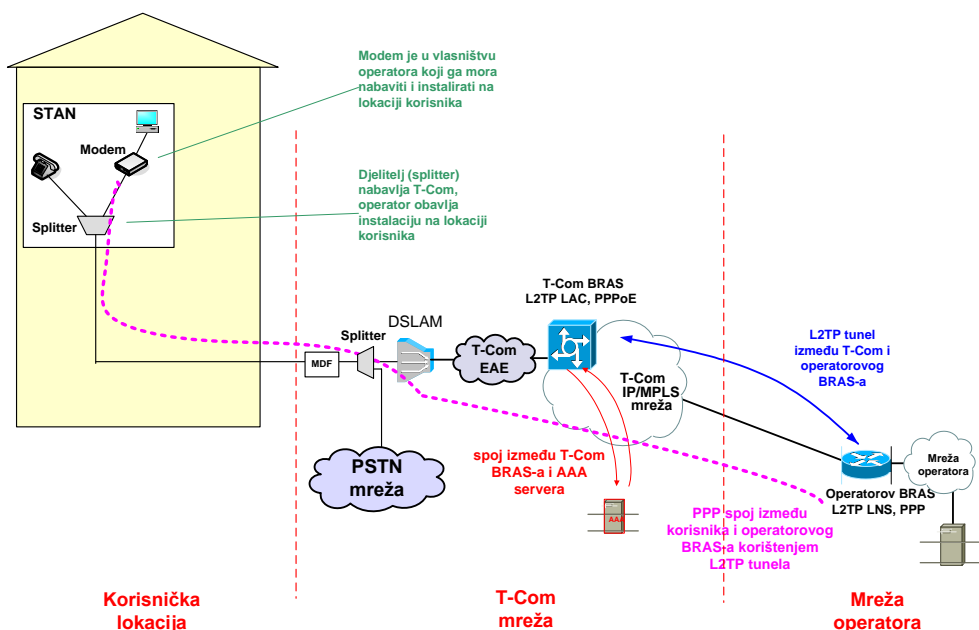 Modem je u vlasništvu
operatora koji ga mora
nabaviti i instalirati na
lokaciji korisnika
STAN
Modem
Djelitelj (splitter)
nabavlja T-Com,
operator obavlja
instalaciju na lokaciji
korisnika
Splitter
T-Com BRAS
L2TP LAC, PPPoE
DSLAM
Splitter
MDF
T-Com
EAE
T-Com
IP/MPLS
mreža
L2TP tunel
između T-Com i
operatorovog
BRAS-a
PSTN
mreža
spoj između T-Com
BRAS-a i AAA
servera
AAA
Mreža
operatora
Operatorov BRAS
L2TP LNS, PPP
PPP spoj između
korisnika i operatorovog
BRAS-a korištenjem
L2TP tunela
Korisnička
lokacija
T-Com
mreža
Mreža
operatora